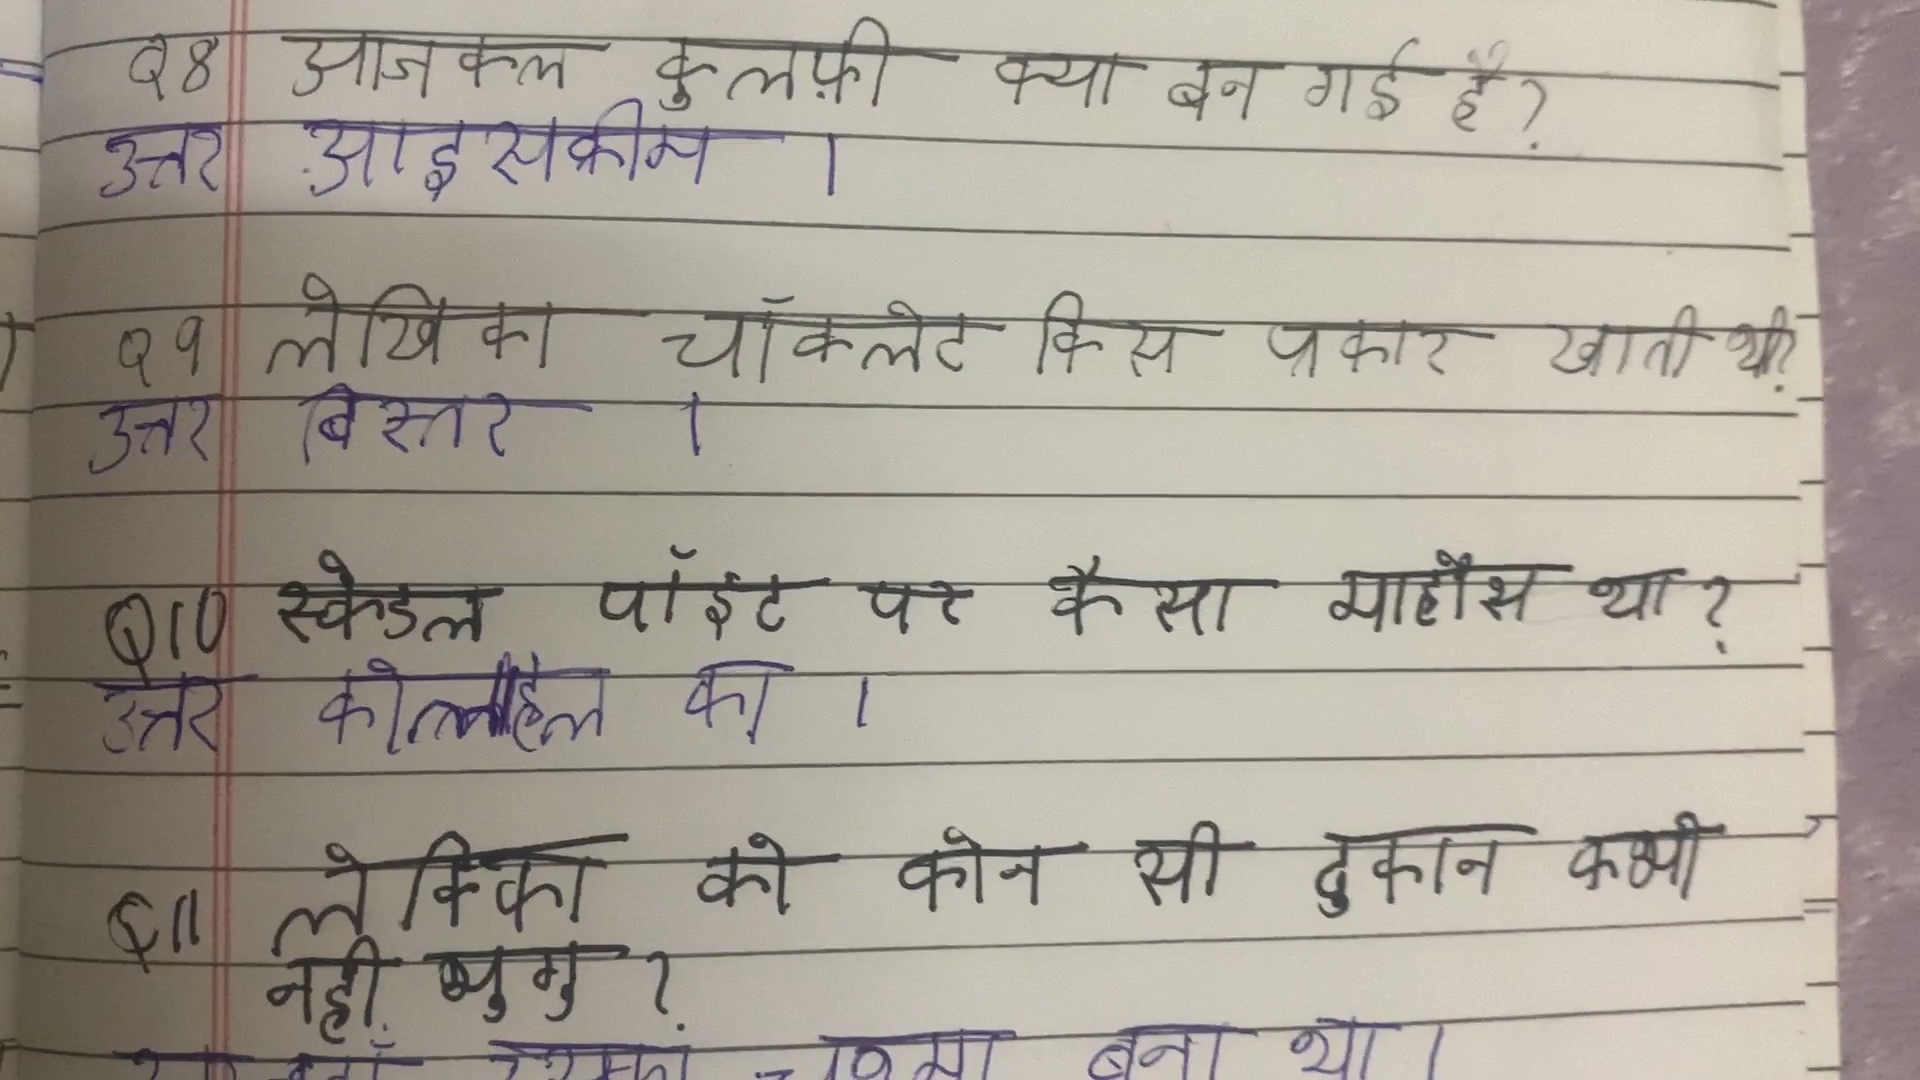 Q8 आजकल कुलफ़ी क्या बन गई है?
उत्तर आइसक्रीम ।
Q9 लेखिका चॉकलेट किस प्रकार खाती थी?
उत्तर बिस्तर ।
Q10 स्केडल पॉइंट पर कैसा माहौस था?
उत्तर का ।
Q11 लेकिका को कोन सी दुकान कभी
नहीं ?
बना था।